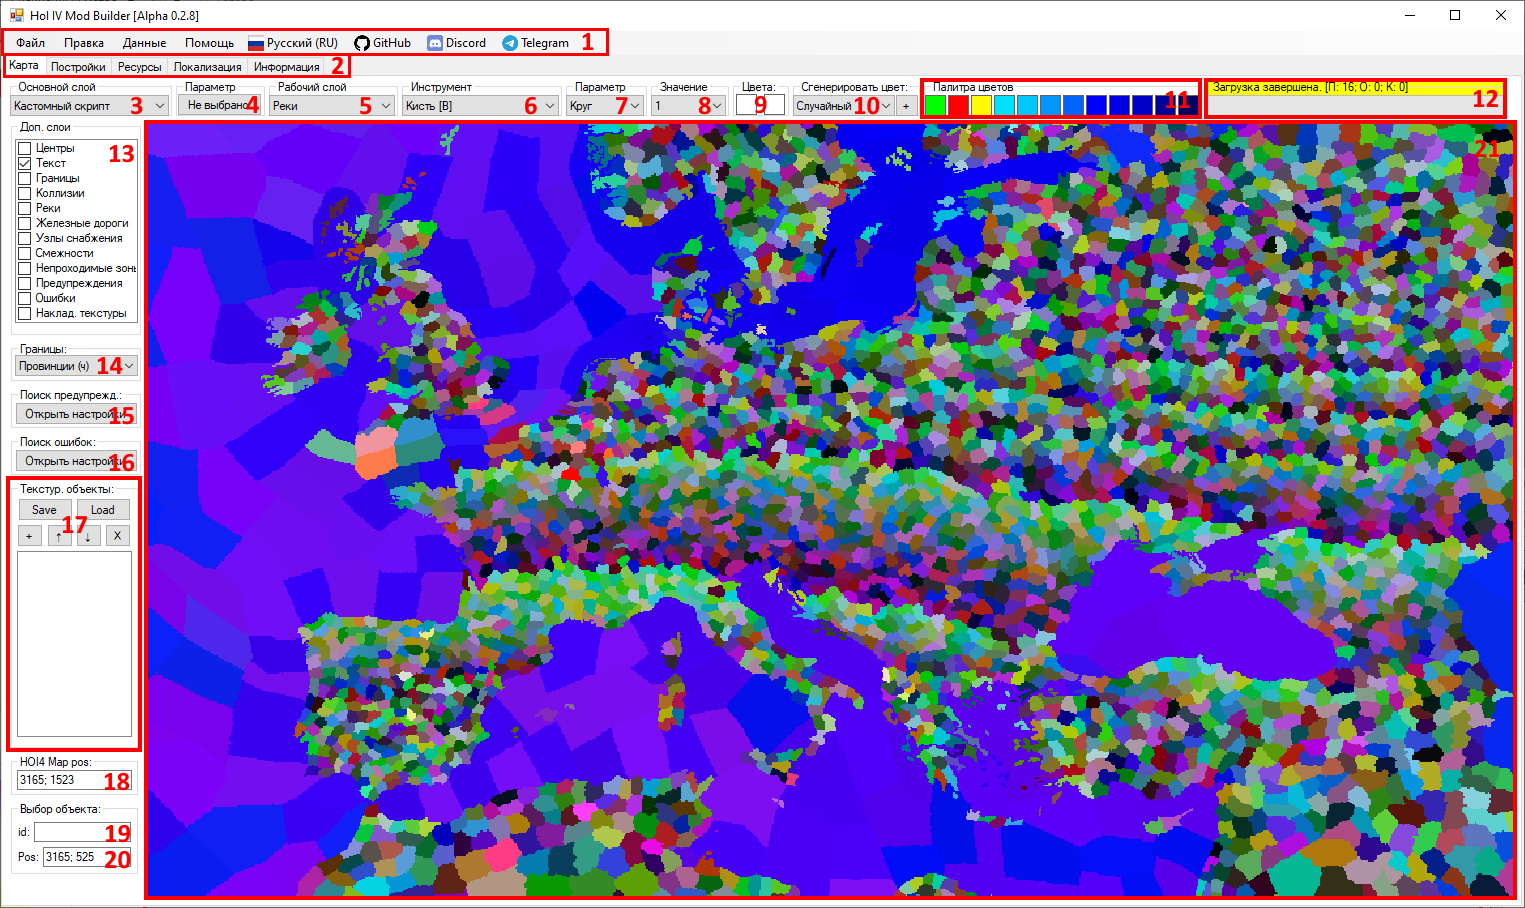 HoI IV Mod Builder [Alpha 0.2.8]
Файл Правка Данные Помощь Русский (RU) GitHub Discord Telegram 1
Карта Постройки Ресурсы Локализация Информация 2
Основной слой Параметр Рабочий слой Инструмент Параметр Значение Цвета: Сгенерировать цвет: Палитра цветов Загрузка завершена. [П: 16; О: 0; К: 0]
Кастомный скрипт 3 Не выбрано 4 Реки 5 Кисть [B] 6 Круг 7 1 8 9 Случайный 10 + 11 12
Доп. слои
Центры 13 21
Текст
Границы
Коллизии
Реки
Железные дороги
Узлы снабжения
Смежности
Непроходимые зоны
Предупреждения
Ошибки
Наклад. текстуры
Границы:
Провинции (ч) 14
Поиск предупрежд.:
Открыть настройки 15
Поиск ошибок:
Открыть настройки 16
Текстур. объекты:
Save Load
17
+ ↑ ↓ X
HOI4 Map pos:
3165; 1523 18
Выбор объекта:
id: 19
Pos: 3165; 525 20